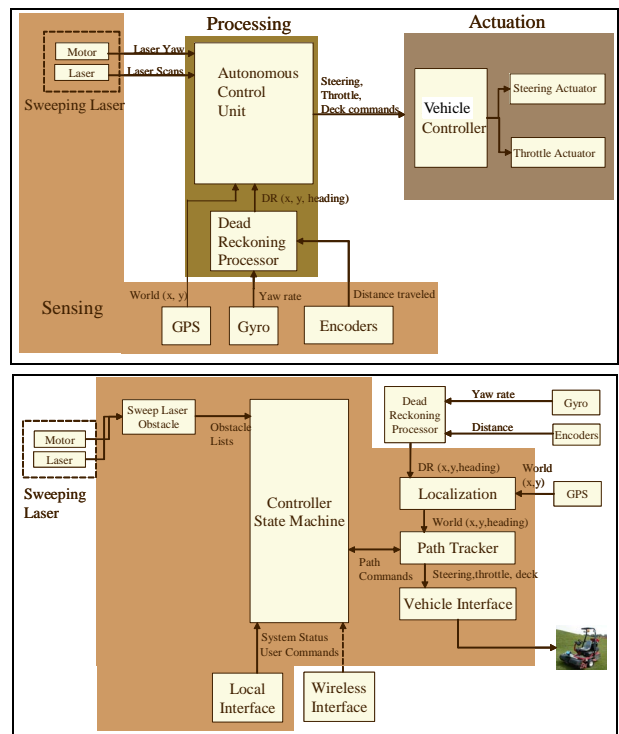 Processing
Actuation
Motor
Laser
Sweeping Laser
Laser Yaw
Laser Scans
Autonomous
Control
Unit
Steering,
Throttle,
Deck commands
Vehicle
Controller
Steering Actuator
Throttle Actuator
DR (x, y, heading)
Dead
Reckoning
Processor
World (x, y)
Yaw rate
Distance traveled
Sensing
GPS
Gyro
Encoders
Motor
Laser
Sweeping
Laser
Sweep Laser
Obstacle
Obstacle
Lists
Controller
State Machine
Dead
Reckoning
Processor
Yaw rate
Gyro
Distance
Encoders
DR (x,y,heading)
World
(x,y)
Localization
GPS
World (x,y,heading)
Path Tracker
Path
Commands
Steering,throttle, deck
Vehicle Interface
System Status
User Commands
Local
Interface
Wireless
Interface